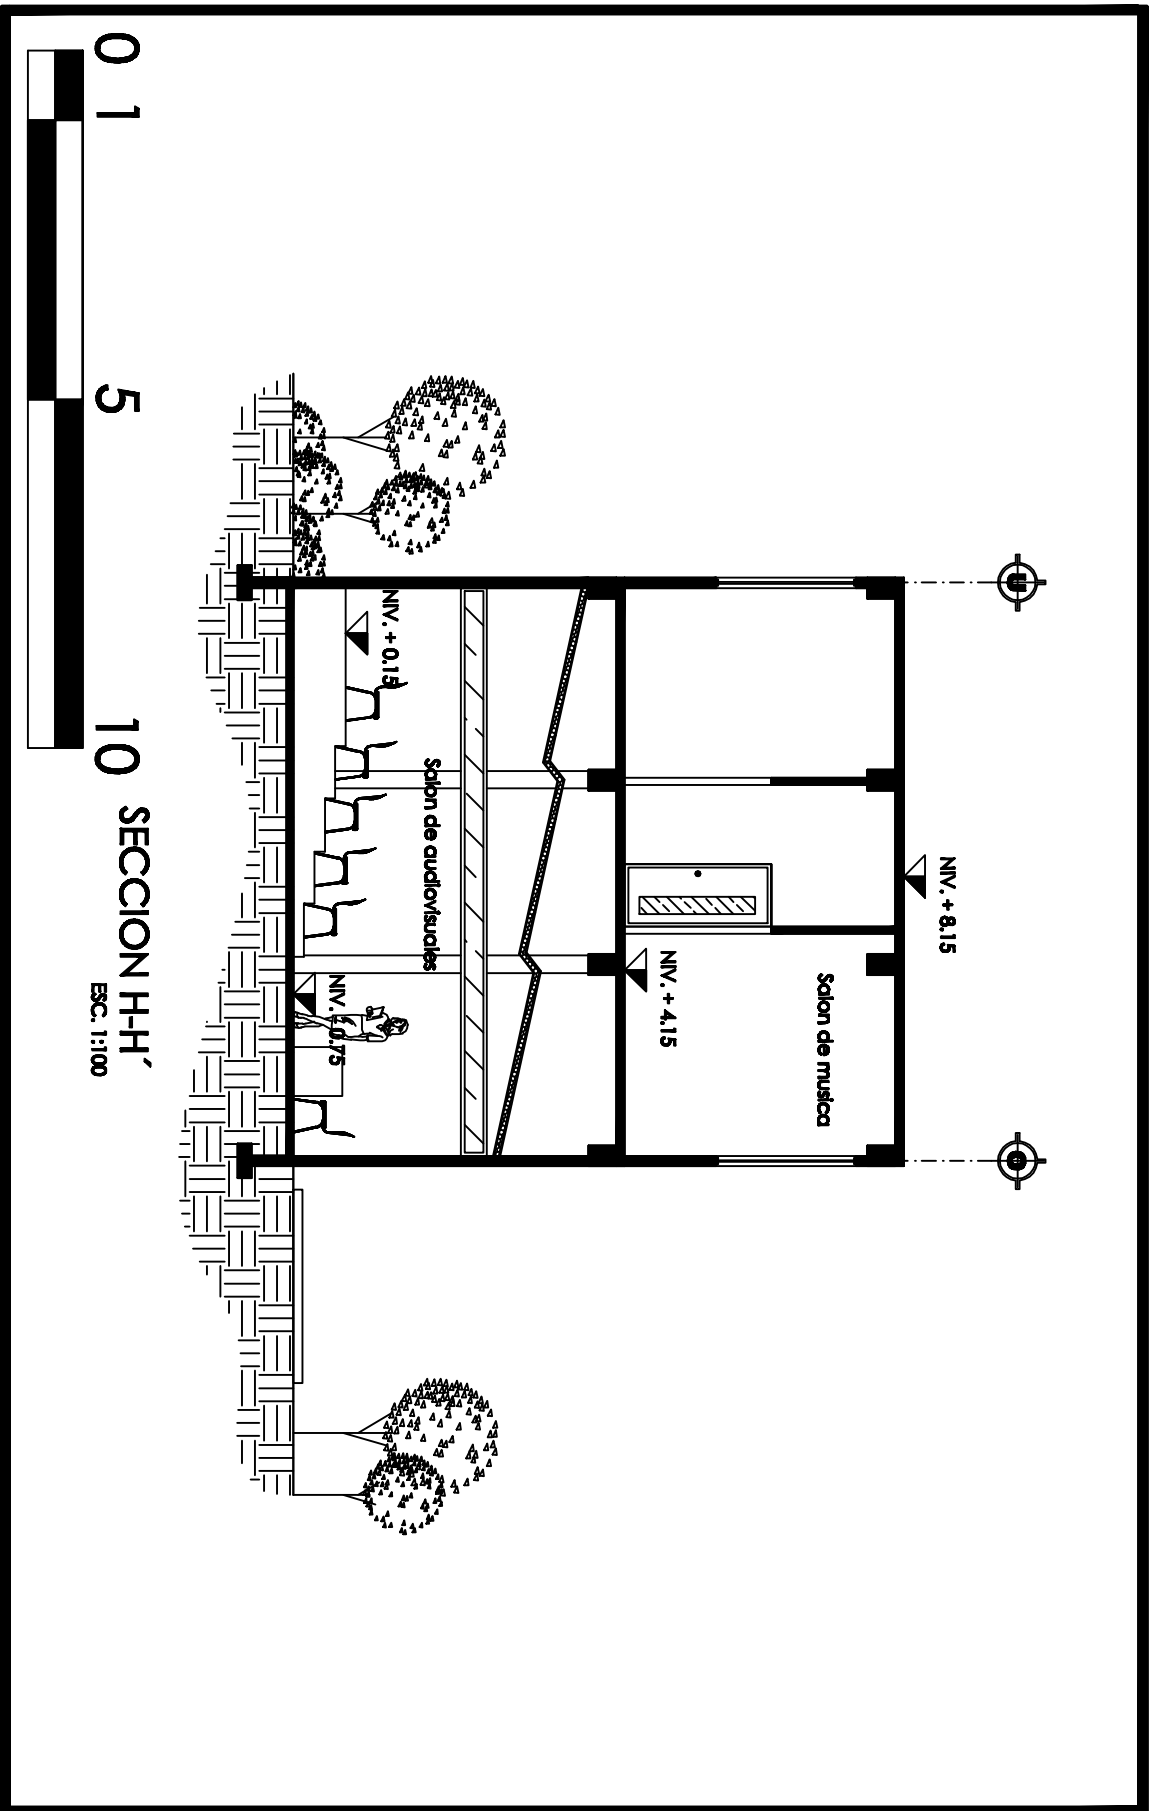 NIV. + 8.15
Salon de musica
NIV. + 4.15
Salon de audiovisuales
NIV. + 0.15
NIV. - 0.75
SECCION H-H´
ESC. 1:100
0 1 5 10